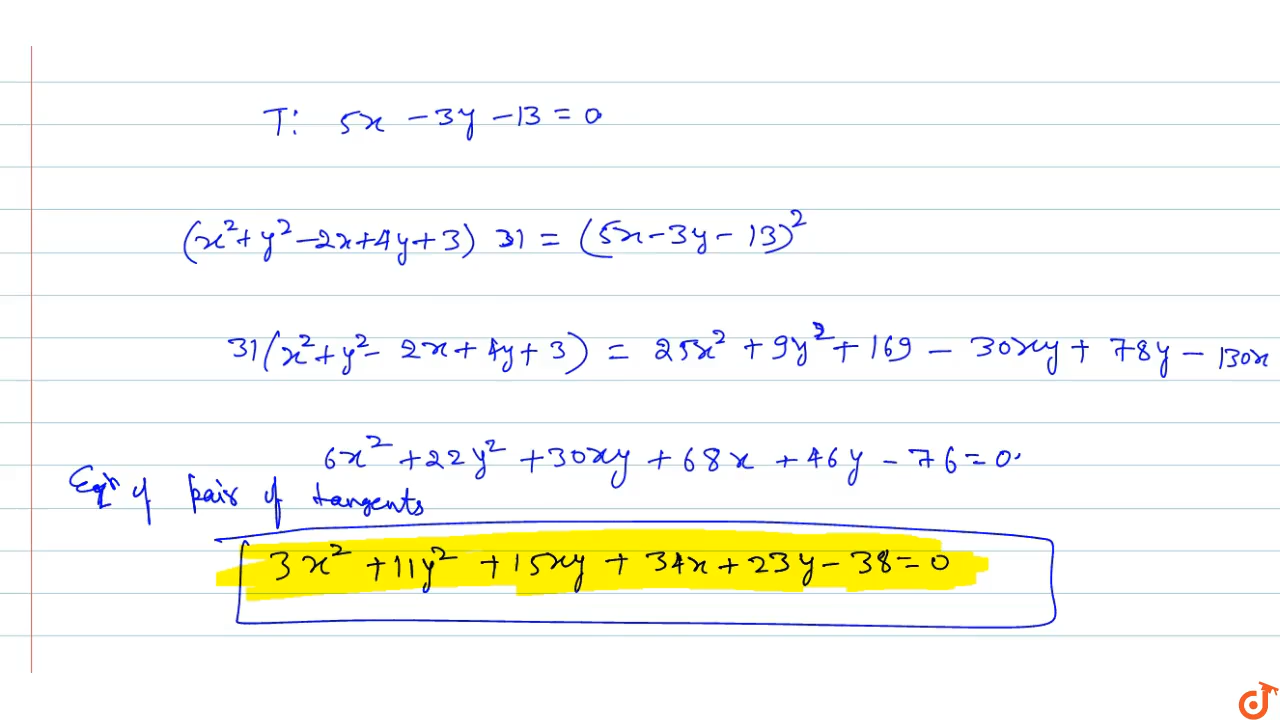 T: 5x - 3y - 13 = 0
(x² + y² - 2x + 4y + 3) 31 = (5x - 3y - 13)²
31(x² + y² - 2x + 4y + 3) = 25x² + 9y² + 169 - 30xy + 78y - 130x
6x² + 22y² + 30xy + 68x + 46y - 76 = 0.
Eqⁿ of pair of tangents
3x² + 11y² + 15xy + 34x + 23y - 38 = 0